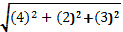 √(4)² + (2)²+(3)²